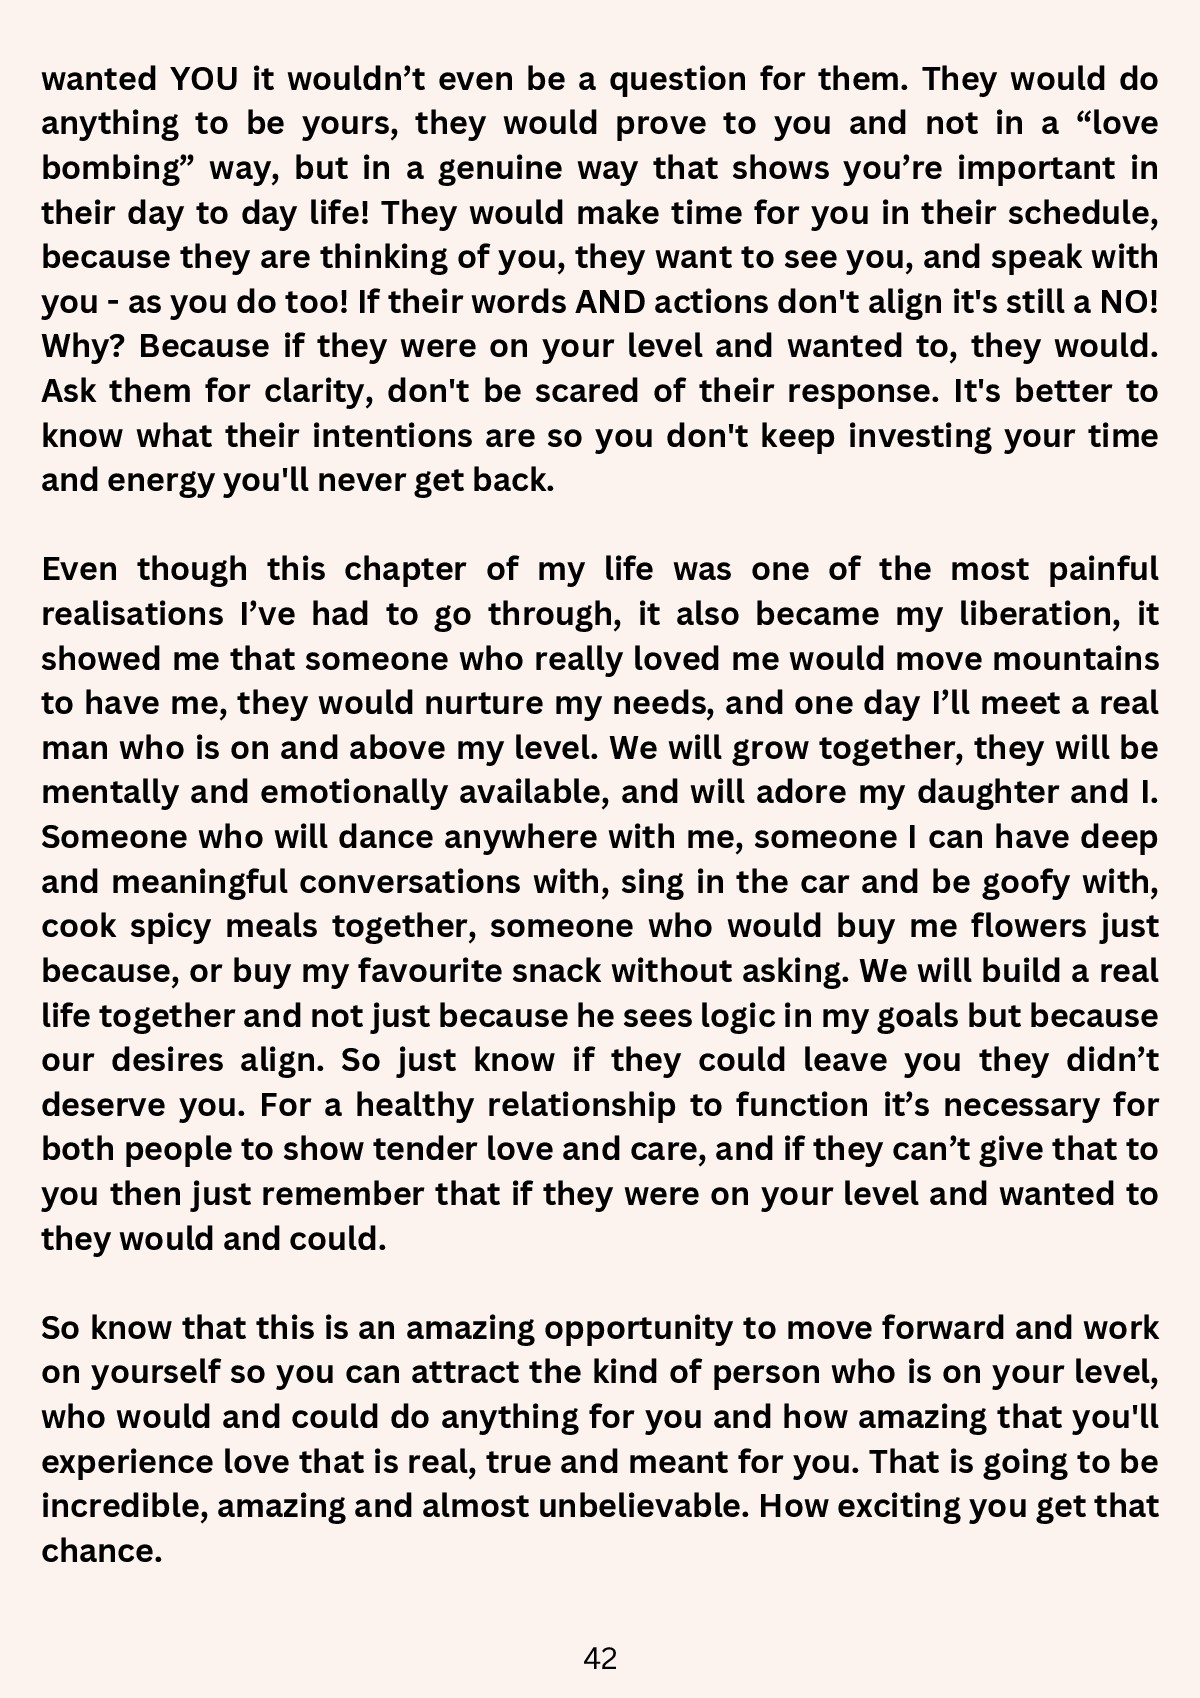 wanted YOU it wouldn’t even be a question for them. They would do
anything to be yours, they would prove to you and not in a “love
bombing” way, but in a genuine way that shows you’re important in
their day to day life! They would make time for you in their schedule,
because they are thinking of you, they want to see you, and speak with
you - as you do too! If their words AND actions don't align it's still a NO!
Why? Because if they were on your level and wanted to, they would.
Ask them for clarity, don't be scared of their response. It's better to
know what their intentions are so you don't keep investing your time
and energy you'll never get back.
Even though this chapter of my life was one of the most painful
realisations I’ve had to go through, it also became my liberation, it
showed me that someone who really loved me would move mountains
to have me, they would nurture my needs, and one day I’ll meet a real
man who is on and above my level. We will grow together, they will be
mentally and emotionally available, and will adore my daughter and I.
Someone who will dance anywhere with me, someone I can have deep
and meaningful conversations with, sing in the car and be goofy with,
cook spicy meals together, someone who would buy me flowers just
because, or buy my favourite snack without asking. We will build a real
life together and not just because he sees logic in my goals but because
our desires align. So just know if they could leave you they didn’t
deserve you. For a healthy relationship to function it’s necessary for
both people to show tender love and care, and if they can’t give that to
you then just remember that if they were on your level and wanted to
they would and could.
So know that this is an amazing opportunity to move forward and work
on yourself so you can attract the kind of person who is on your level,
who would and could do anything for you and how amazing that you'll
experience love that is real, true and meant for you. That is going to be
incredible, amazing and almost unbelievable. How exciting you get that
chance.
42